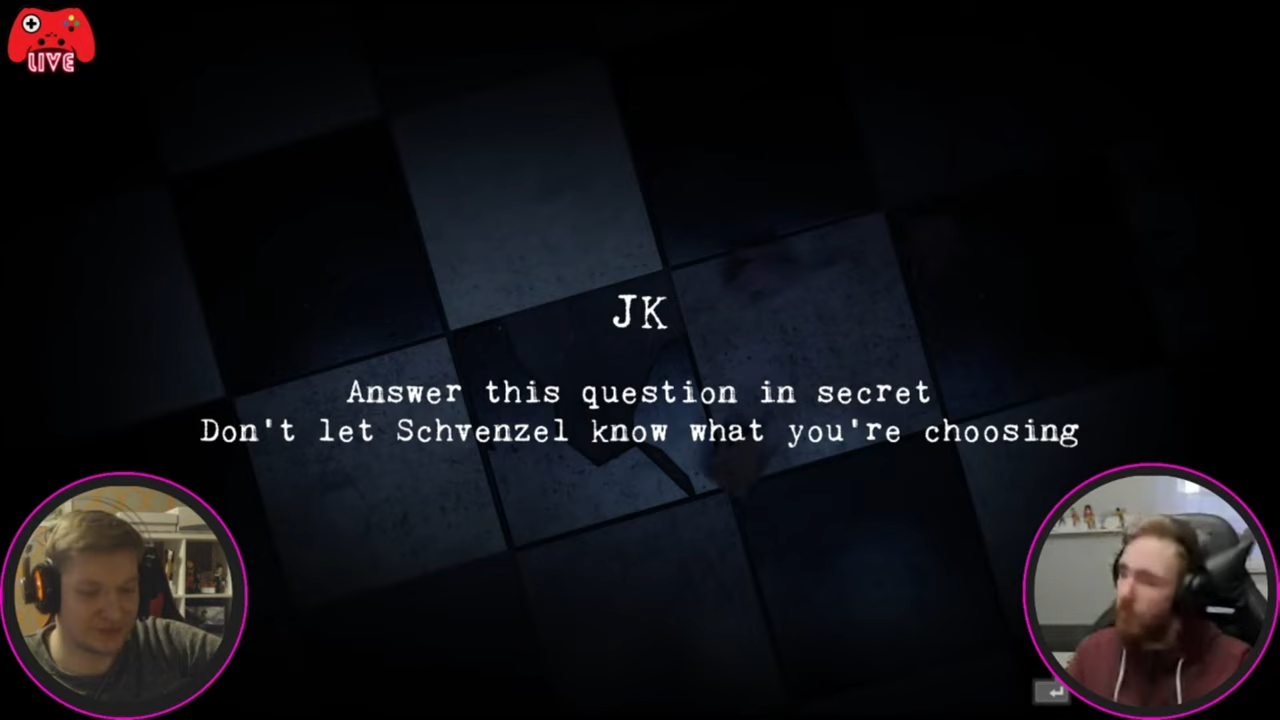 LIVE
JK
Answer this question in secret
Don't let Schvenzel know what you're choosing